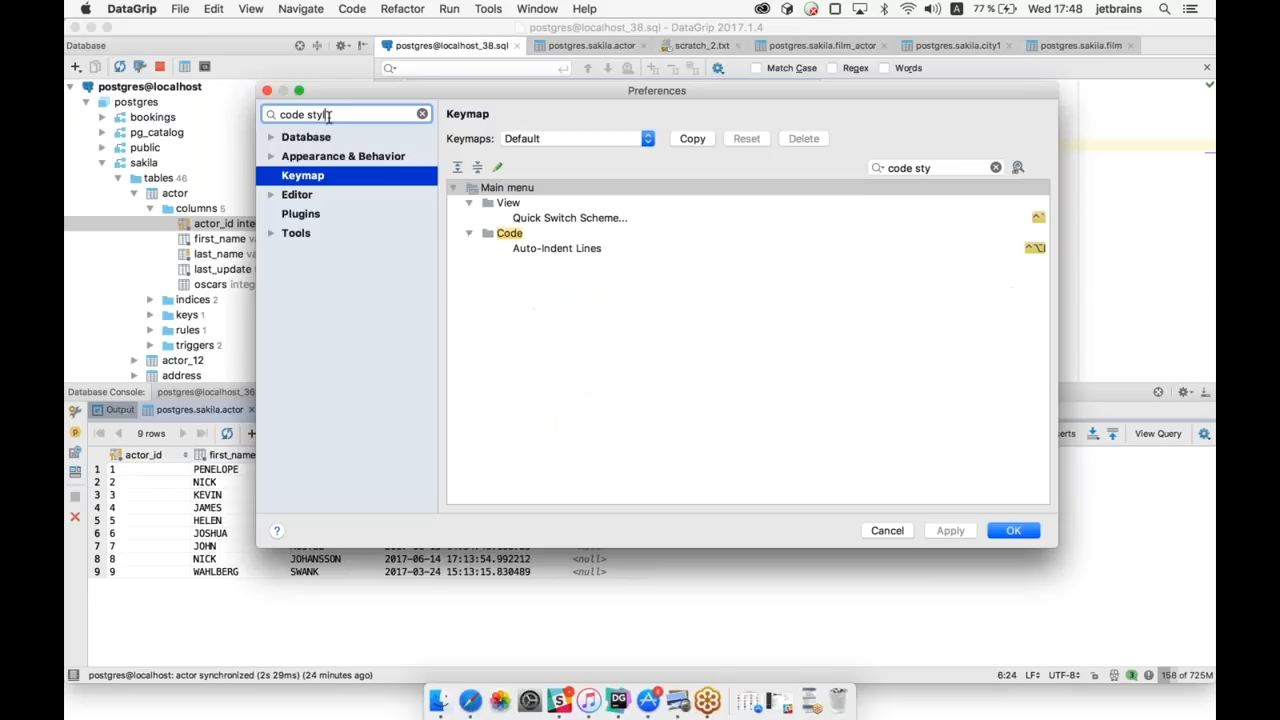 DataGrip File Edit View Navigate Code Refactor Run Tools Window Help 77 % A Wed 17:48 jetbrains
postgres@localhost_38.sql - DataGrip 2017.1.4
Database
postgres@localhost_38.sql postgres.sakila.actor scratch_2.txt postgres.sakila.film_actor postgres.sakila.city1 postgres.sakila.film
Match Case Regex Words
postgres@localhost
postgres
bookings
pg_catalog
public
sakila
tables 46
actor
columns 5
actor_id inte
first_name va
last_name va
last_update
oscars integ
indices 2
keys 1
rules 1
triggers 2
actor_12
address
Preferences
code styl
Database
Appearance & Behavior
Keymap
Editor
Plugins
Tools
Keymap
Keymaps: Default Copy Reset Delete
code sty
Main menu
View
Quick Switch Scheme... ^`
Code
Auto-Indent Lines ^⌥I
? Cancel Apply OK
Database Console: postgres@localhost_36
Output postgres.sakila.actor
9 rows View Query
actor_id first_name
1 1 PENELOPE
2 2 NICK
3 3 KEVIN
4 4 JAMES
5 5 HELEN
6 6 JOSHUA
7 7 JOHN
8 8 NICK JOHANSSON 2017-06-14 17:13:54.992212 <null>
9 9 WAHLBERG SWANK 2017-03-24 15:13:15.830489 <null>
postgres@localhost: actor synchronized (2s 29ms) (24 minutes ago) 6:24 LF÷ UTF-8÷ 158 of 725M
DG